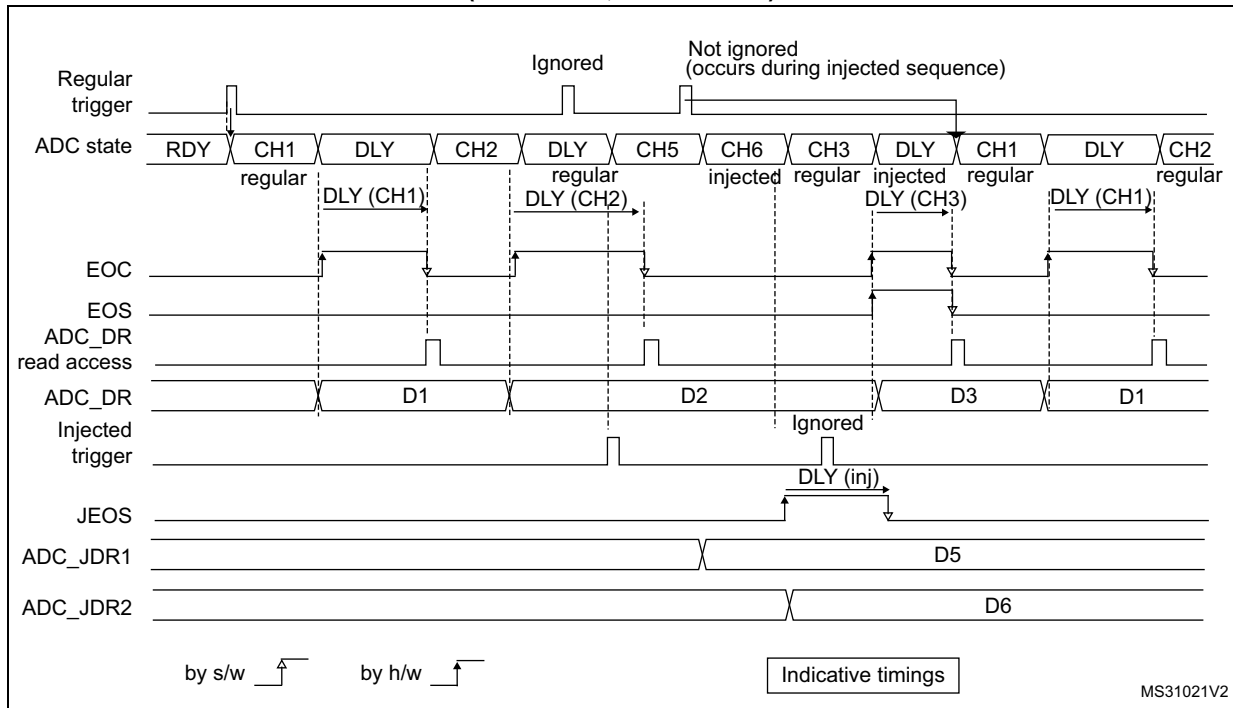 Ignored
Not ignored
(occurs during injected sequence)
Regular
trigger
ADC state RDY CH1 DLY CH2 DLY CH5 CH6 CH3 DLY CH1 DLY CH2
regular regular injected regular injected regular regular
DLY (CH1) DLY (CH2) DLY (CH3) DLY (CH1)
EOC
EOS
ADC_DR
read access
ADC_DR D1 D2 D3 D1
Injected
trigger
Ignored
DLY (inj)
JEOS
ADC_JDR1 D5
ADC_JDR2 D6
by s/w by h/w Indicative timings
MS31021V2